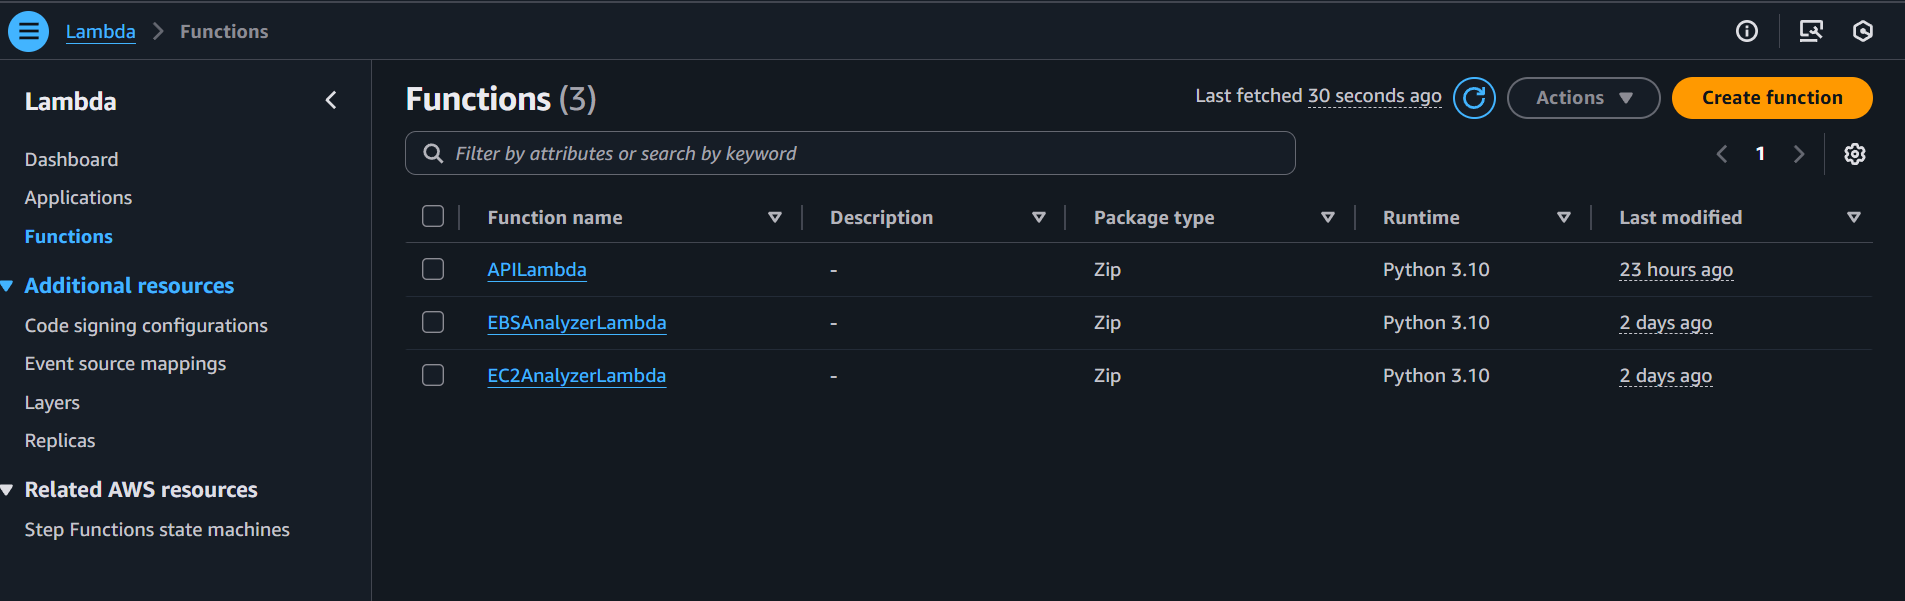 Lambda > Functions
Lambda
Dashboard
Applications
Functions
Additional resources
Code signing configurations
Event source mappings
Layers
Replicas
Related AWS resources
Step Functions state machines
Functions (3)
Last fetched 30 seconds ago
Actions
Create function
Filter by attributes or search by keyword
1
Function name Description Package type Runtime Last modified
APILambda - Zip Python 3.10 23 hours ago
EBSAnalyzerLambda - Zip Python 3.10 2 days ago
EC2AnalyzerLambda - Zip Python 3.10 2 days ago